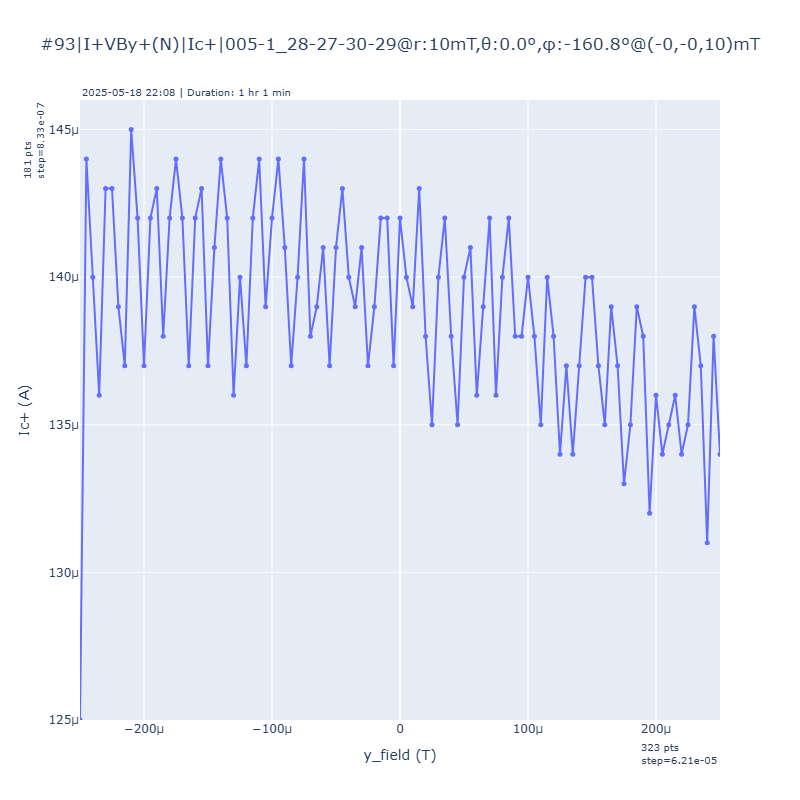 #93|I+VBy+(N)|Ic+|005-1_28-27-30-29@r:10mT,θ:0.0º,φ:-160.8º@(-0,-0,10)mT
2025-05-18 22:08 | Duration: 1 hr 1 min
181 pts
step=8.33e-07
145μ
140μ
135μ
130μ
125μ
Ic+ (A)
−200μ
−100μ
0
100μ
200μ
y_field (T)
323 pts
step=6.21e-05